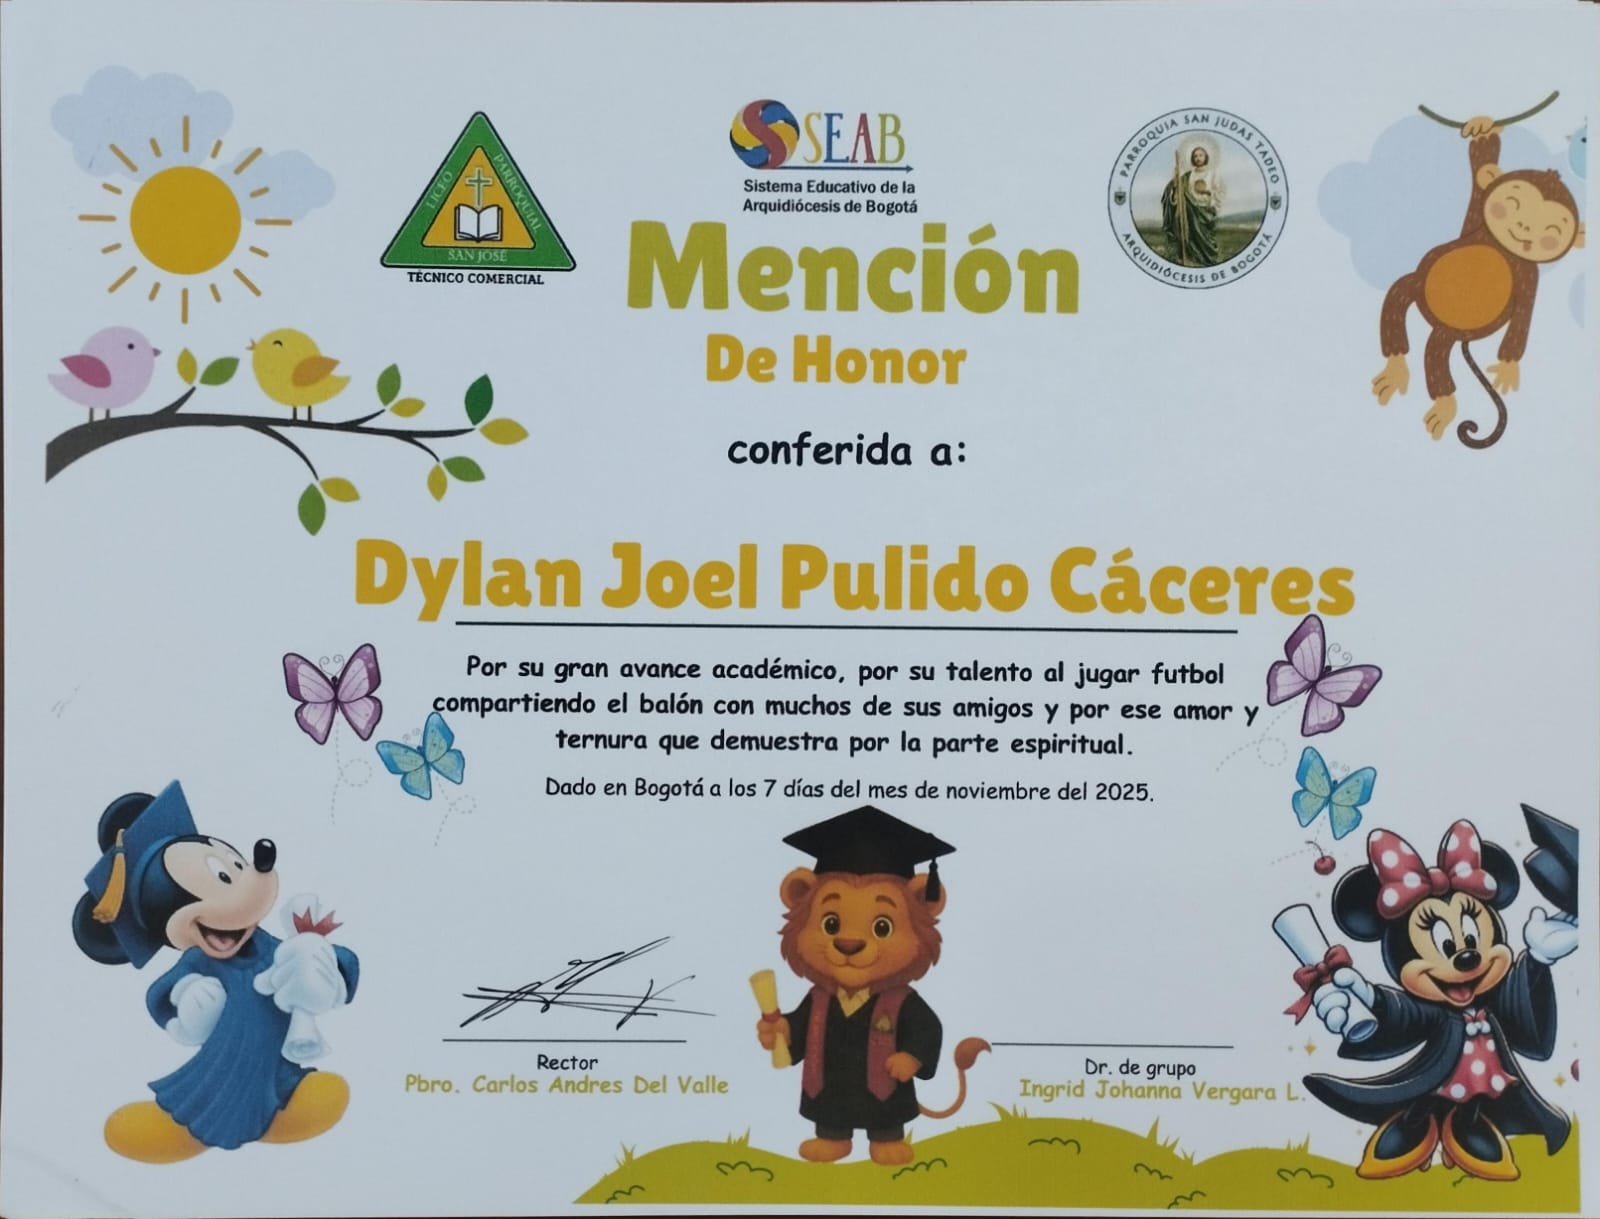 LICEO PARROQUIAL
SAN JOSÉ
TÉCNICO COMERCIAL
SEAB
Sistema Educativo de la
Arquidiócesis de Bogotá
PARROQUIA SAN JUDAS TADEO
ARQUIDIÓCESIS DE BOGOTÁ
Mención
De Honor
conferida a:
Dylan Joel Pulido Cáceres
Por su gran avance académico, por su talento al jugar futbol
compartiendo el balón con muchos de sus amigos y por ese amor y
ternura que demuestra por la parte espiritual.
Dado en Bogotá a los 7 días del mes de noviembre del 2025.
Rector
Pbro. Carlos Andres Del Valle
Dr. de grupo
Ingrid Johanna Vergara L.